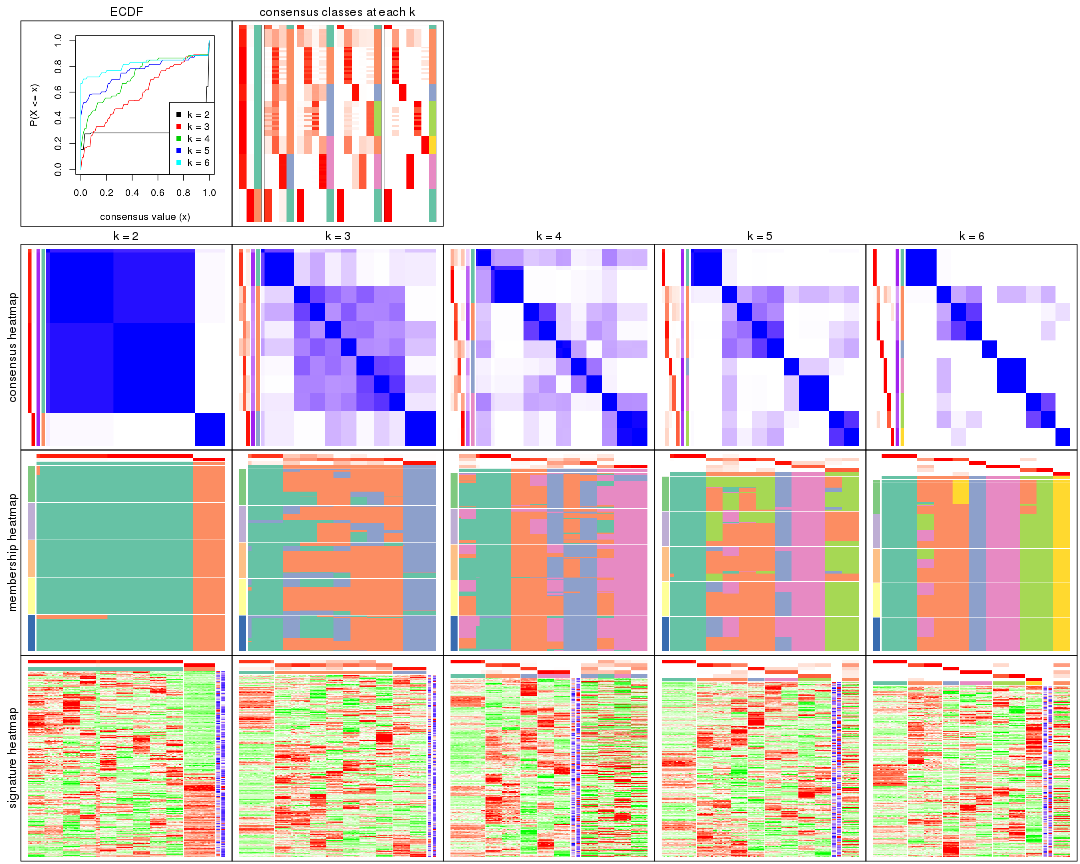 ECDF
consensus classes at each k
P(X <= x)
0.0 0.2 0.4 0.6 0.8 1.0
k = 2
k = 3
k = 4
k = 5
k = 6
0.0 0.2 0.4 0.6 0.8 1.0
consensus value (x)
k = 2 k = 3 k = 4 k = 5 k = 6
consensus heatmap
membership heatmap
signature heatmap